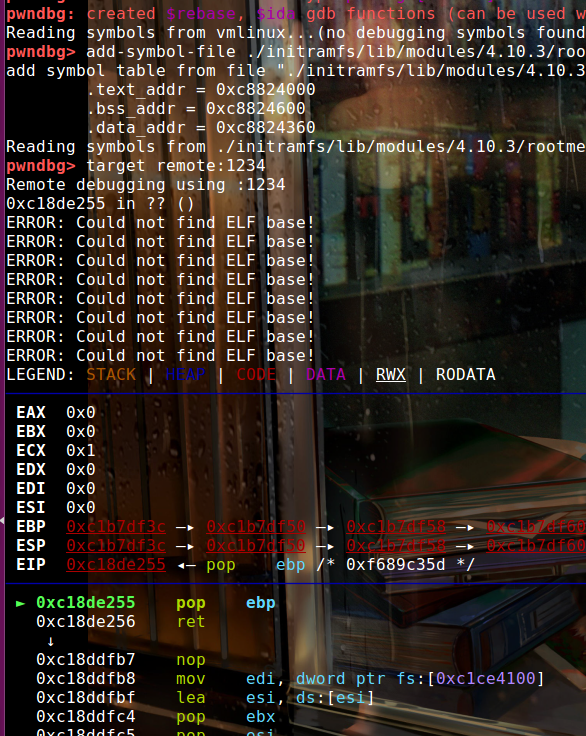 pwndbg: created $rebase, $ida gdb functions (can be used w
Reading symbols from vmlinux...(no debugging symbols found
pwndbg> add-symbol-file ./initramfs/lib/modules/4.10.3/roo
add symbol table from file "./initramfs/lib/modules/4.10.3
.text_addr = 0xc8824000
.bss_addr = 0xc8824600
.data_addr = 0xc8824360
Reading symbols from ./initramfs/lib/modules/4.10.3/rootme
pwndbg> target remote:1234
Remote debugging using :1234
0xc18de255 in ?? ()
ERROR: Could not find ELF base!
ERROR: Could not find ELF base!
ERROR: Could not find ELF base!
ERROR: Could not find ELF base!
ERROR: Could not find ELF base!
ERROR: Could not find ELF base!
ERROR: Could not find ELF base!
ERROR: Could not find ELF base!
LEGEND: STACK | HEAP | CODE | DATA | RWX | RODATA
EAX 0x0
EBX 0x0
ECX 0x1
EDX 0x0
EDI 0x0
ESI 0x0
EBP 0xc1b7df3c —▸ 0xc1b7df50 —▸ 0xc1b7df58 —▸ 0xc1b7df60
ESP 0xc1b7df3c —▸ 0xc1b7df50 —▸ 0xc1b7df58 —▸ 0xc1b7df60
EIP 0xc18de255 ◂— pop ebp /* 0xf689c35d */
► 0xc18de255 pop ebp
0xc18de256 ret
↓
0xc18ddfb7 nop
0xc18ddfb8 mov edi, dword ptr fs:[0xc1ce4100]
0xc18ddfbf lea esi, ds:[esi]
0xc18ddfc4 pop ebx
0xc18ddfc5 pop esi